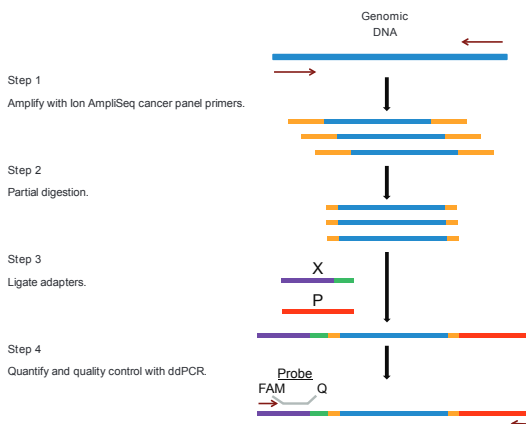 Genomic
DNA
Step 1
Amplify with Ion AmpliSeq cancer panel primers.
Step 2
Partial digestion.
Step 3
Ligate adapters.
X
P
Step 4
Quantify and quality control with ddPCR.
Probe
FAM Q